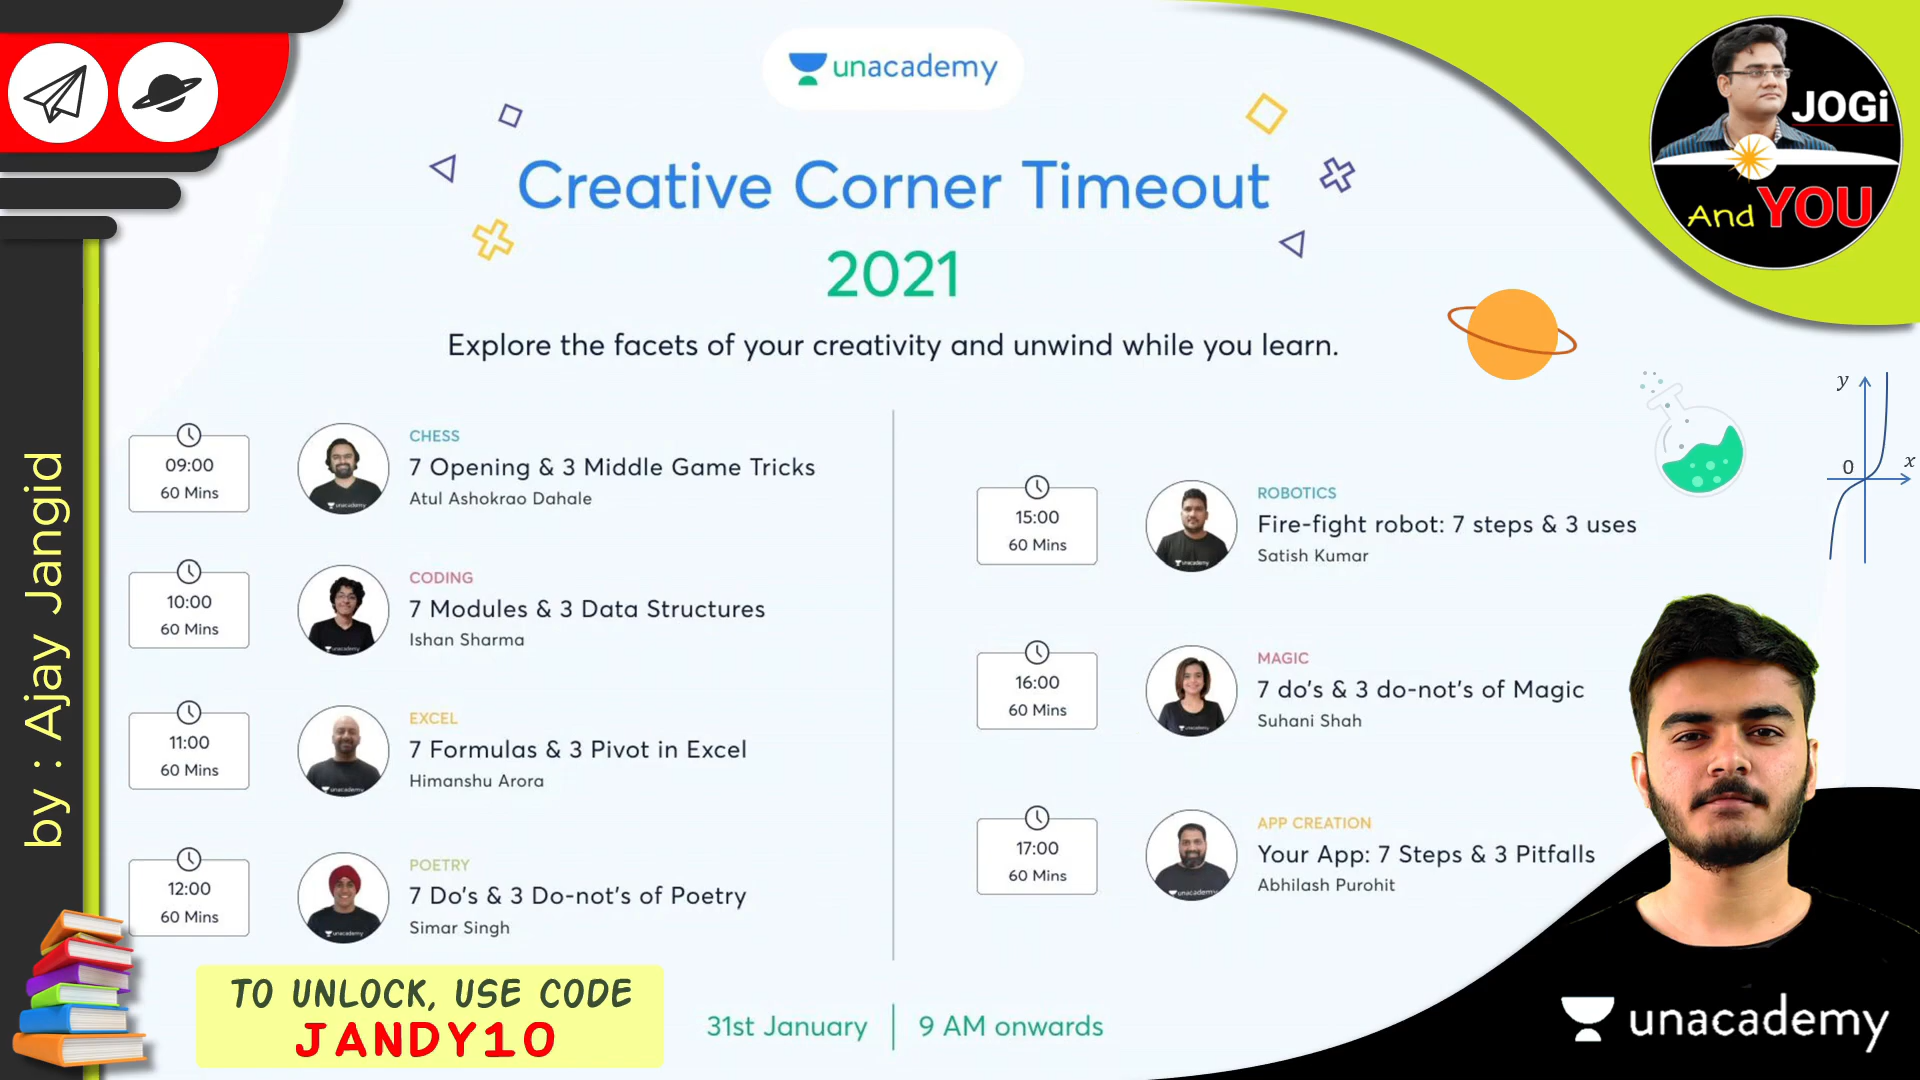 unacademy
JOGi
And YOU
Creative Corner Timeout
2021
Explore the facets of your creativity and unwind while you learn.
by : Ajay Jangid
09:00
60 Mins
CHESS
7 Opening & 3 Middle Game Tricks
Atul Ashokrao Dahale
10:00
60 Mins
CODING
7 Modules & 3 Data Structures
Ishan Sharma
11:00
60 Mins
EXCEL
7 Formulas & 3 Pivot in Excel
Himanshu Arora
12:00
60 Mins
POETRY
7 Do's & 3 Do-not's of Poetry
Simar Singh
15:00
60 Mins
ROBOTICS
Fire-fight robot: 7 steps & 3 uses
Satish Kumar
16:00
60 Mins
MAGIC
7 do's & 3 do-not's of Magic
Suhani Shah
17:00
60 Mins
APP CREATION
Your App: 7 Steps & 3 Pitfalls
Abhilash Purohit
y
0
x
TO UNLOCK, USE CODE
JANDY10
31st January
9 AM onwards
unacademy